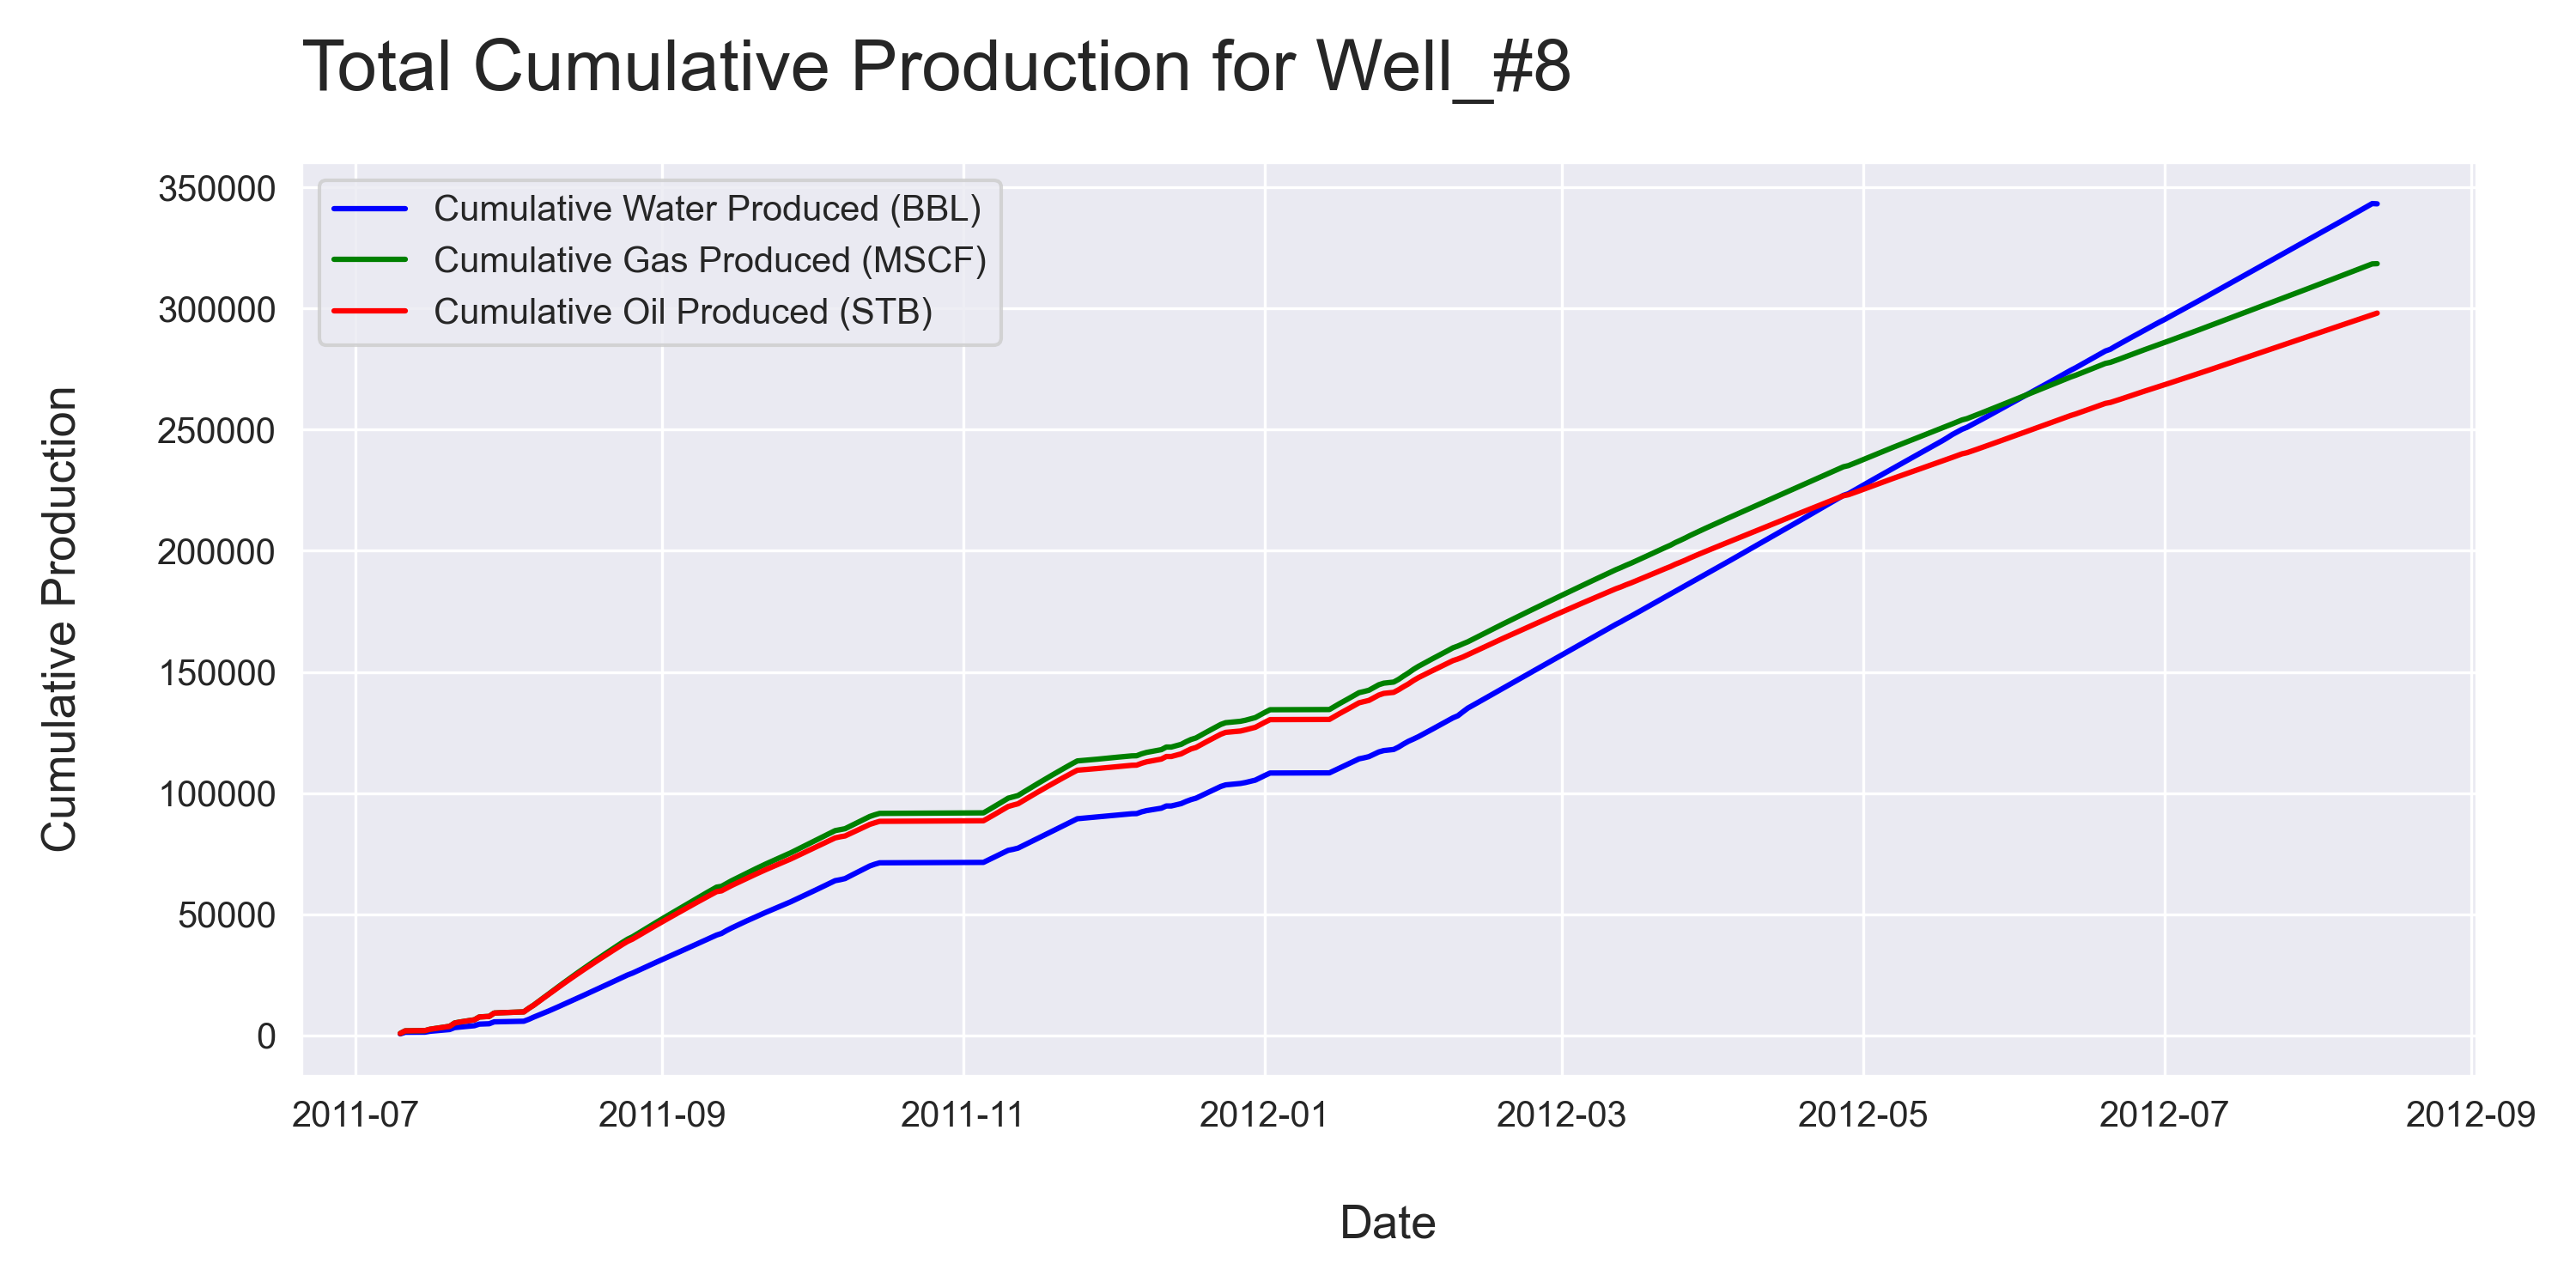 Total Cumulative Production for Well_#8
Cumulative Water Produced (BBL)
Cumulative Gas Produced (MSCF)
Cumulative Oil Produced (STB)
Cumulative Production
350000
300000
250000
200000
150000
100000
50000
0
2011-07 2011-09 2011-11 2012-01 2012-03 2012-05 2012-07 2012-09
Date